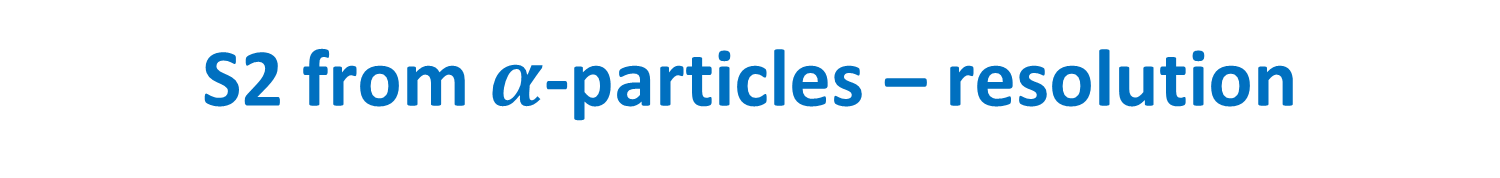 S2 from 𝜶-particles – resolution